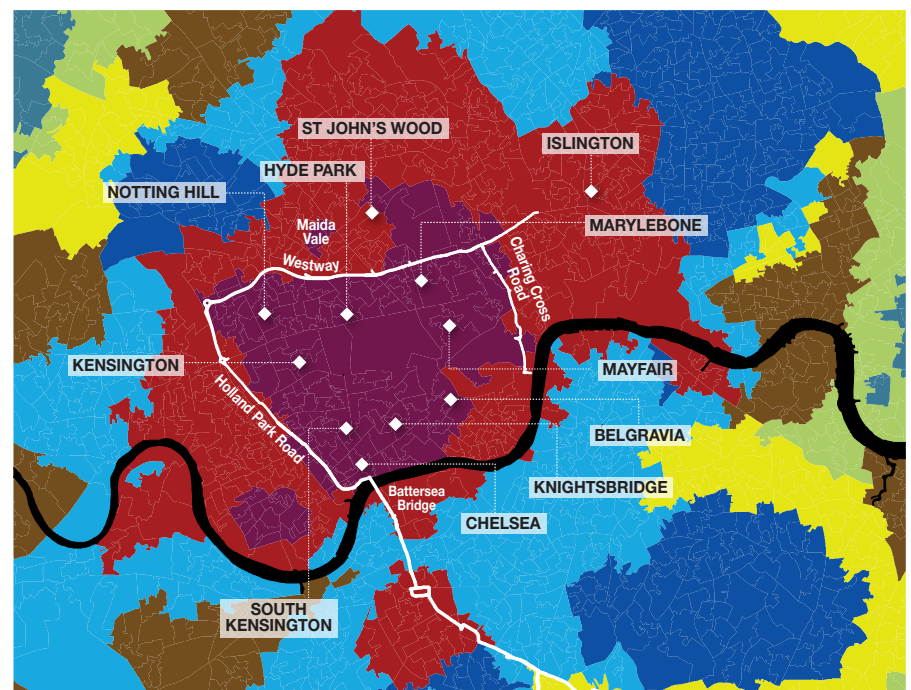 ST JOHN'S WOOD
ISLINGTON
HYDE PARK
NOTTING HILL
MARYLEBONE
Maida
Vale
Westway
Charing Cross
Road
KENSINGTON
MAYFAIR
Holland Park Road
BELGRAVIA
KNIGHTSBRIDGE
Battersea
Bridge
CHELSEA
SOUTH
KENSINGTON